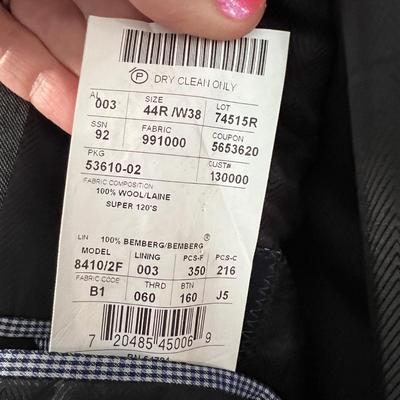 P DRY CLEAN ONLY
AL SIZE LOT
003 44R /W38 74515R
SSN FABRIC COUPON
92 991000 5653620
PKG CUST#
53610-02 130000
FABRIC COMPOSITION
100% WOOL/LAINE
SUPER 120'S
LIN 100% BEMBERG/BEMBERG®
MODEL LINING PCS-F PCS-C
8410/2F 003 350 216
FABRIC CODE THRD BTN
B1 060 160 J5
7 20485 45006 9